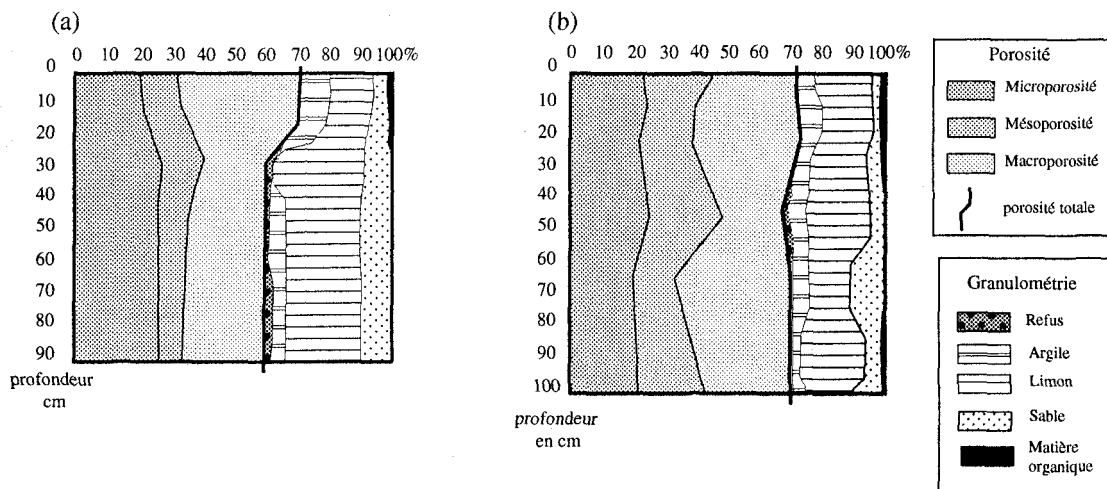 (a)
0 10 20 30 40 50 60 70 80 90 100%
0
10
20
30
40
50
60
70
80
90
profondeur
cm
(b)
0 10 20 30 40 50 60 70 80 90 100%
0
10
20
30
40
50
60
70
80
90
100
profondeur
en cm
Porosité
Microporosité
Mésoporosité
Macroporosité
porosité totale
Granulométrie
Refus
Argile
Limon
Sable
Matière
organique